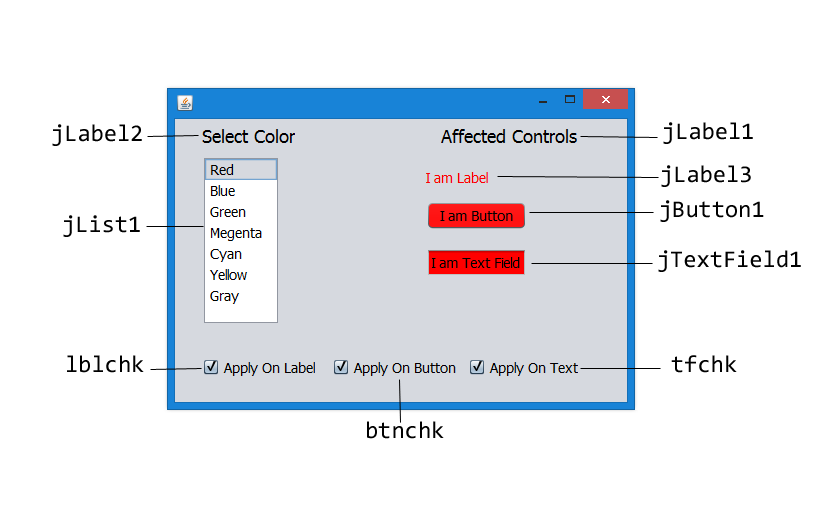 jLabel2
Select Color
Affected Controls
jLabel1
Red
I am Label
jLabel3
Blue
Green
I am Button
jButton1
jList1
Megenta
Cyan
I am Text Field
jTextField1
Yellow
Gray
lblchk
Apply On Label
Apply On Button
Apply On Text
tfchk
btnchk